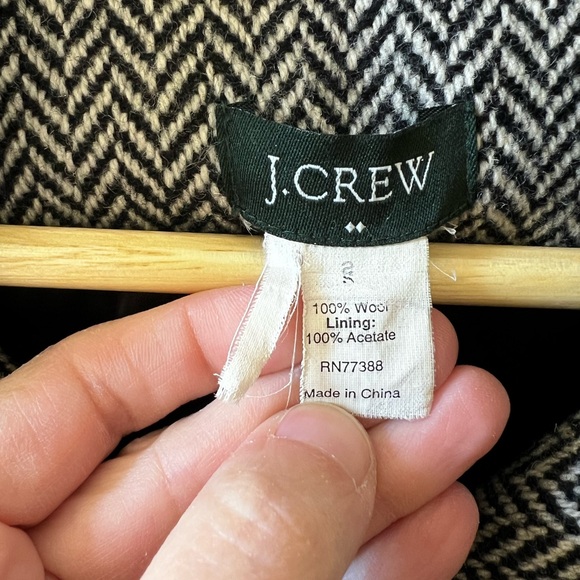 J.CREW
100% Wool
Lining:
100% Acetate
RN77388
Made in China